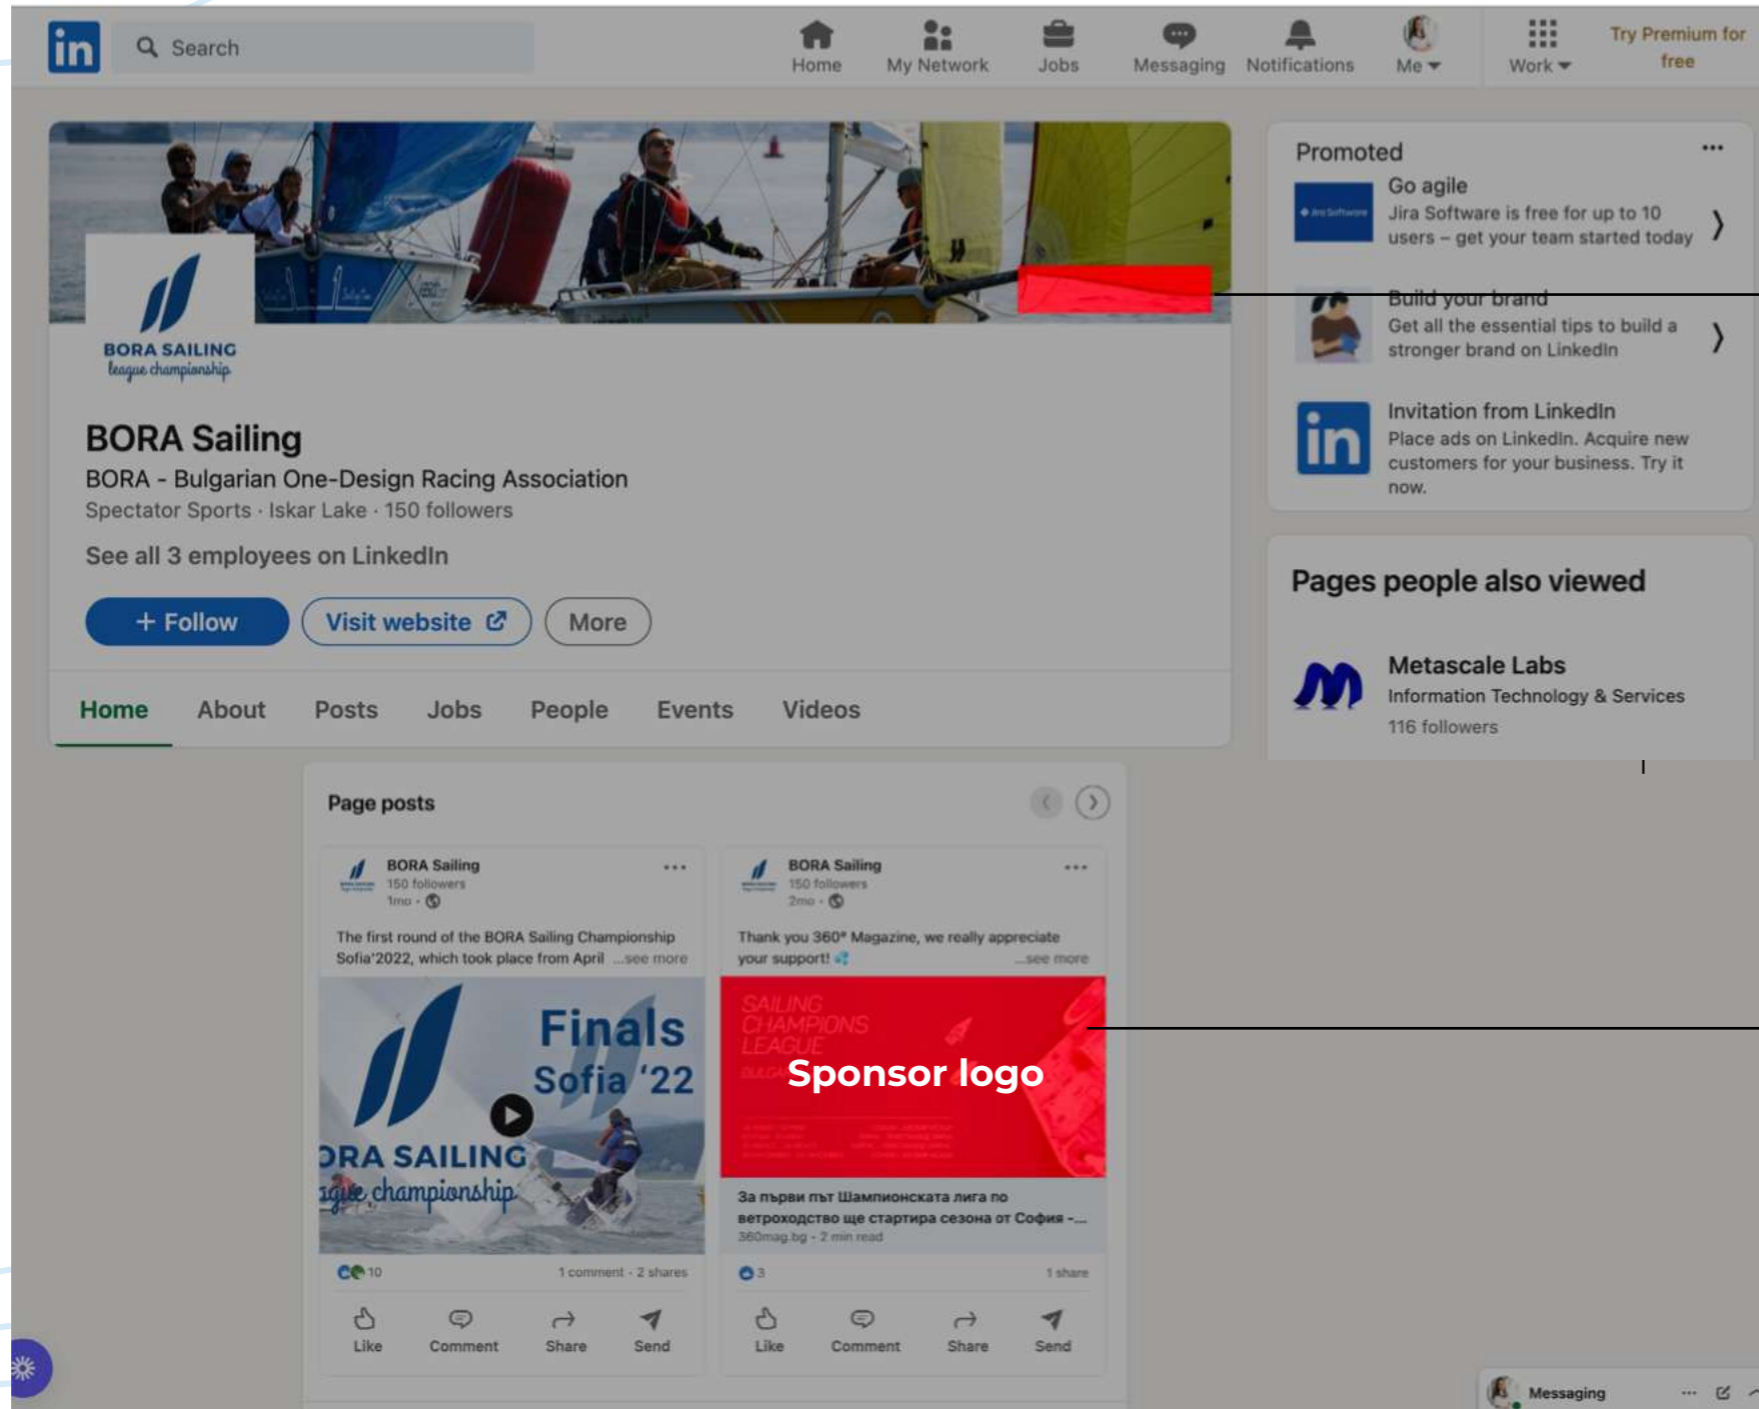 in
Search
Home
My Network
Jobs
Messaging
Notifications
Me
Work
Try Premium for
free
BORA SAILING
league championship
BORA Sailing
BORA - Bulgarian One-Design Racing Association
Spectator Sports · Iskar Lake · 150 followers
See all 3 employees on LinkedIn
+ Follow
Visit website
More
Home
About
Posts
Jobs
People
Events
Videos
Promoted
Go agile
Jira Software
Jira Software is free for up to 10
users – get your team started today
Build your brand
Get all the essential tips to build a
stronger brand on LinkedIn
in
Invitation from LinkedIn
Place ads on LinkedIn. Acquire new
customers for your business. Try it
now.
Pages people also viewed
Metascale Labs
Information Technology & Services
116 followers
Page posts
BORA Sailing
150 followers
1mo •
The first round of the BORA Sailing Championship
Sofia'2022, which took place from April ...see more
Finals
Sofia '22
ORA SAILING
ague championship
10
1 comment · 2 shares
Like
Comment
Share
Send
BORA Sailing
150 followers
2mo •
Thank you 360° Magazine, we really appreciate
your support!
...see more
SAILING
CHAMPIONS
LEAGUE
Sponsor logo
За първи път Шампионската лига по
ветроходство ще стартира сезона от София -...
360mag.bg • 2 min read
3
1 share
Like
Comment
Share
Send
Messaging